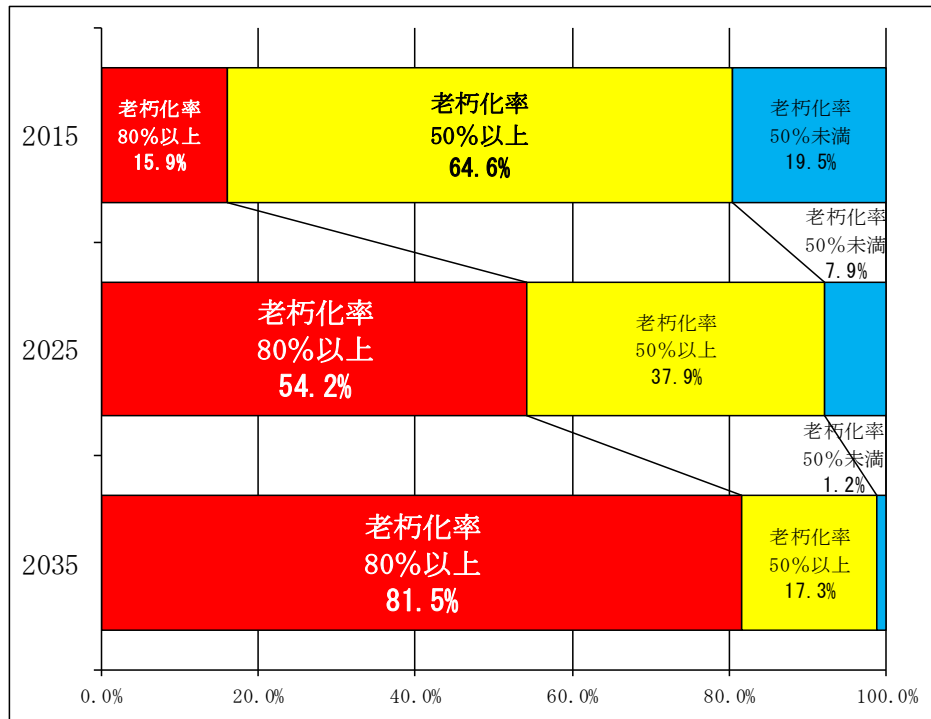 2015
老朽化率
80%以上
15.9%
老朽化率
50%以上
64.6%
老朽化率
50%未満
19.5%
老朽化率
50%未満
7.9%
2025
老朽化率
80%以上
54.2%
老朽化率
50%以上
37.9%
老朽化率
50%未満
1.2%
2035
老朽化率
80%以上
81.5%
老朽化率
50%以上
17.3%
0.0%
20.0%
40.0%
60.0%
80.0%
100.0%